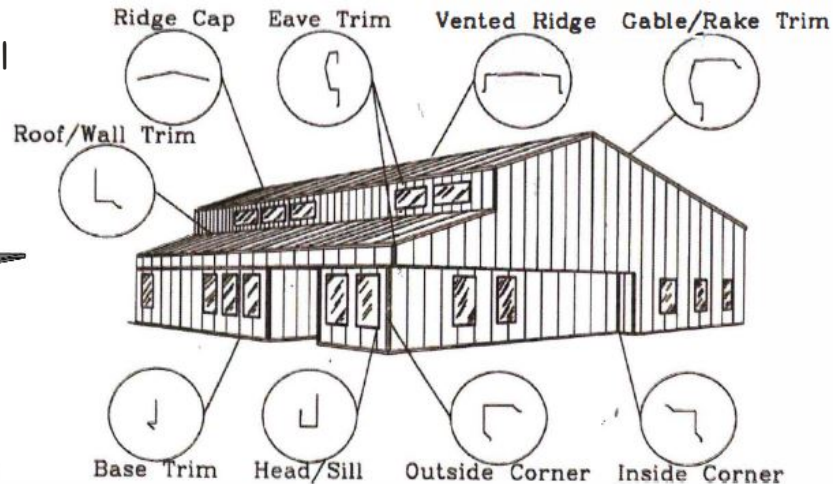 Ridge Cap Eave Trim Vented Ridge Gable/Rake Trim
Roof/Wall Trim
Base Trim Head/Sill Outside Corner Inside Corner